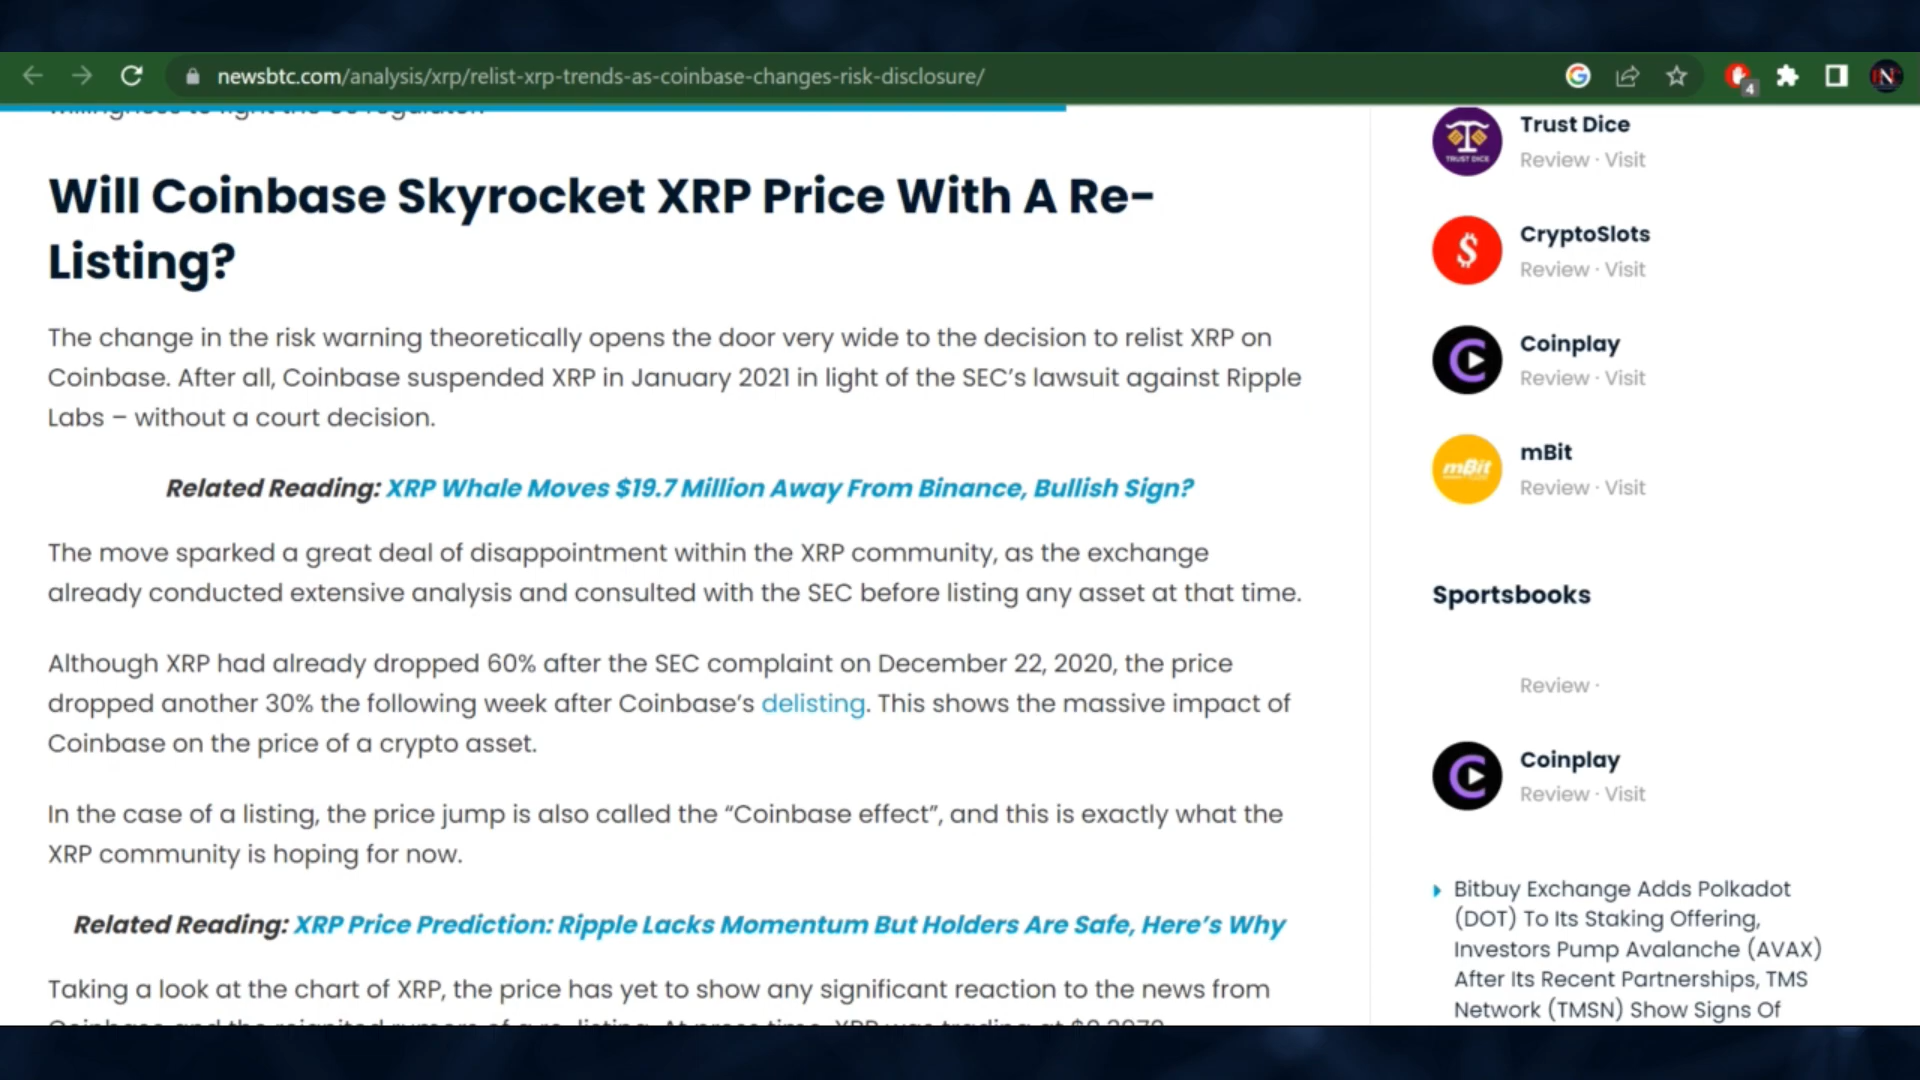 newsbtc.com/analysis/xrp/relist-xrp-trends-as-coinbase-changes-risk-disclosure/
4
Will Coinbase Skyrocket XRP Price With A Re-
Listing?
The change in the risk warning theoretically opens the door very wide to the decision to relist XRP on
Coinbase. After all, Coinbase suspended XRP in January 2021 in light of the SEC's lawsuit against Ripple
Labs – without a court decision.
Related Reading: XRP Whale Moves $19.7 Million Away From Binance, Bullish Sign?
The move sparked a great deal of disappointment within the XRP community, as the exchange
already conducted extensive analysis and consulted with the SEC before listing any asset at that time.
Although XRP had already dropped 60% after the SEC complaint on December 22, 2020, the price
dropped another 30% the following week after Coinbase's delisting. This shows the massive impact of
Coinbase on the price of a crypto asset.
In the case of a listing, the price jump is also called the “Coinbase effect”, and this is exactly what the
XRP community is hoping for now.
Related Reading: XRP Price Prediction: Ripple Lacks Momentum But Holders Are Safe, Here's Why
Taking a look at the chart of XRP, the price has yet to show any significant reaction to the news from
TRUST DICE
Trust Dice
Review · Visit
$
CryptoSlots
Review · Visit
Coinplay
Review · Visit
mBit
mBit
Review · Visit
Sportsbooks
Review ·
Coinplay
Review · Visit
Bitbuy Exchange Adds Polkadot
(DOT) To Its Staking Offering,
Investors Pump Avalanche (AVAX)
After Its Recent Partnerships, TMS
Network (TMSN) Show Signs Of